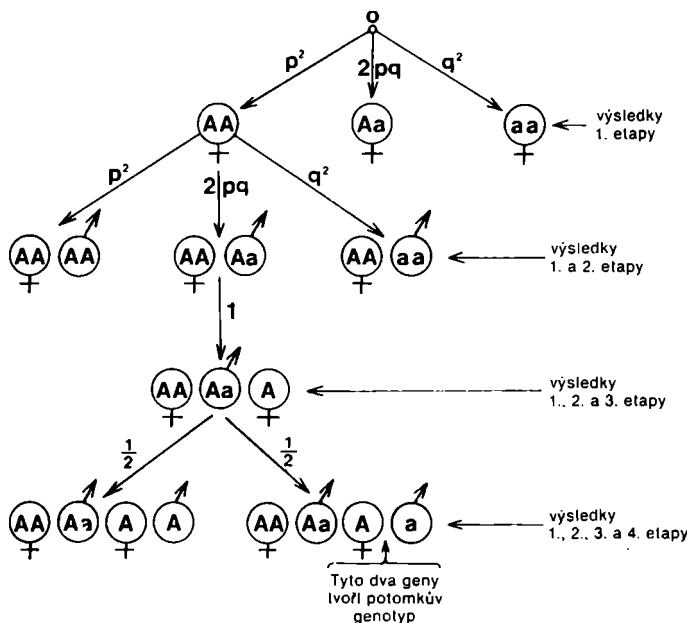 o
p² 2pq q²
AA Aa aa výsledky
1. etapy
p² 2pq q²
AA AA AA Aa AA aa výsledky
1. a 2. etapy
1
AA Aa A výsledky
1., 2. a 3. etapy
1/2 1/2
AA Aa A A AA Aa A a výsledky
1., 2., 3. a 4. etapy
Tyto dva geny
tvoří potomkův
genotyp